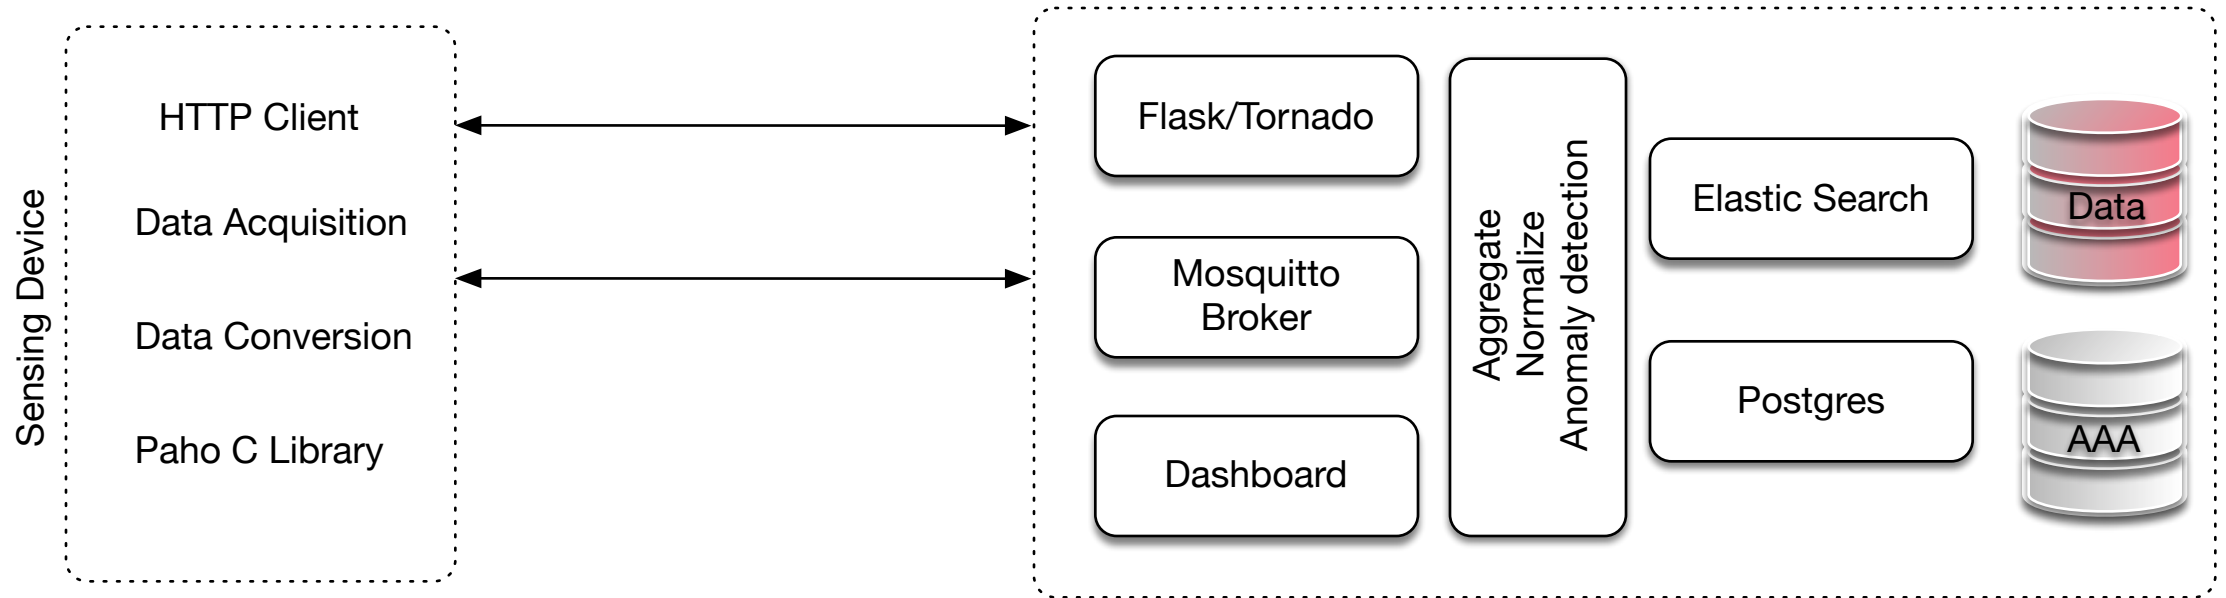 Sensing Device
HTTP Client
Data Acquisition
Data Conversion
Paho C Library
Flask/Tornado
Mosquitto
Broker
Dashboard
Aggregate
Normalize
Anomaly detection
Elastic Search
Postgres
Data
AAA